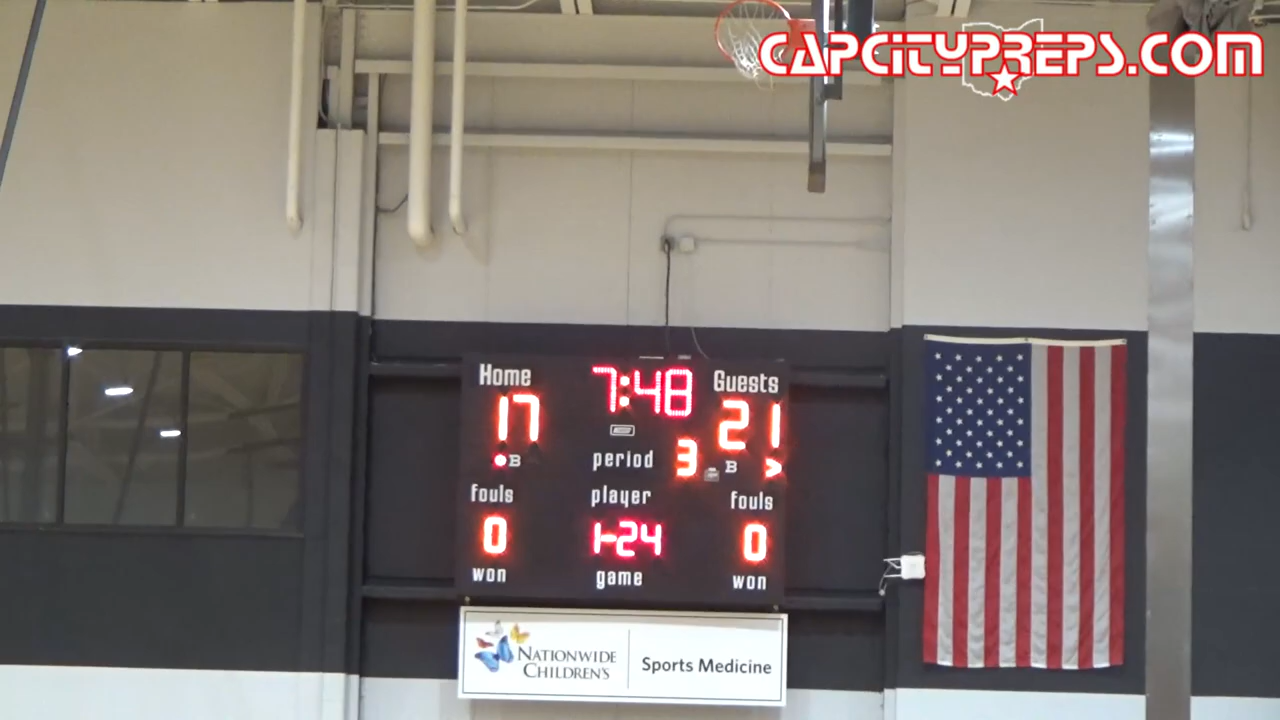 CAPCITYPREPS.COM
Home 7:48 Guests
17 21
B period 3 B >
fouls player fouls
0 1-24 0
won game won
NATIONWIDE
CHILDREN'S
Sports Medicine